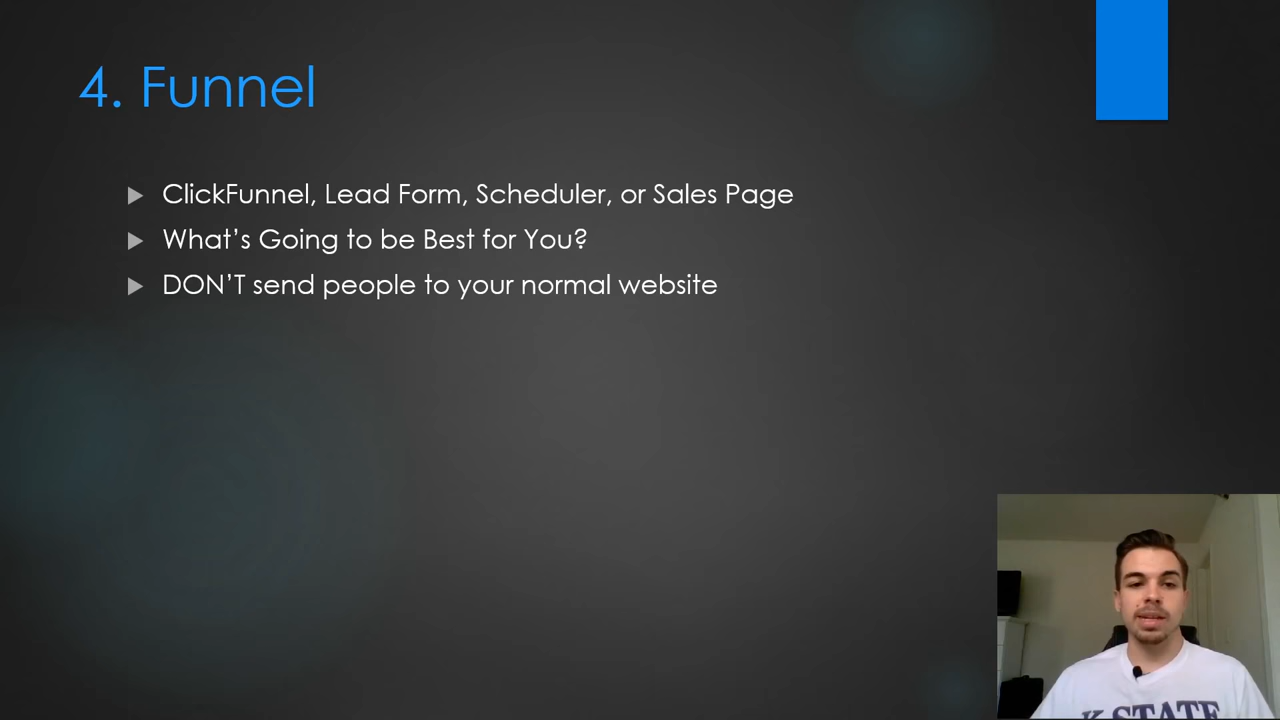 4. Funnel
ClickFunnel, Lead Form, Scheduler, or Sales Page
What's Going to be Best for You?
DON'T send people to your normal website
K-STATE